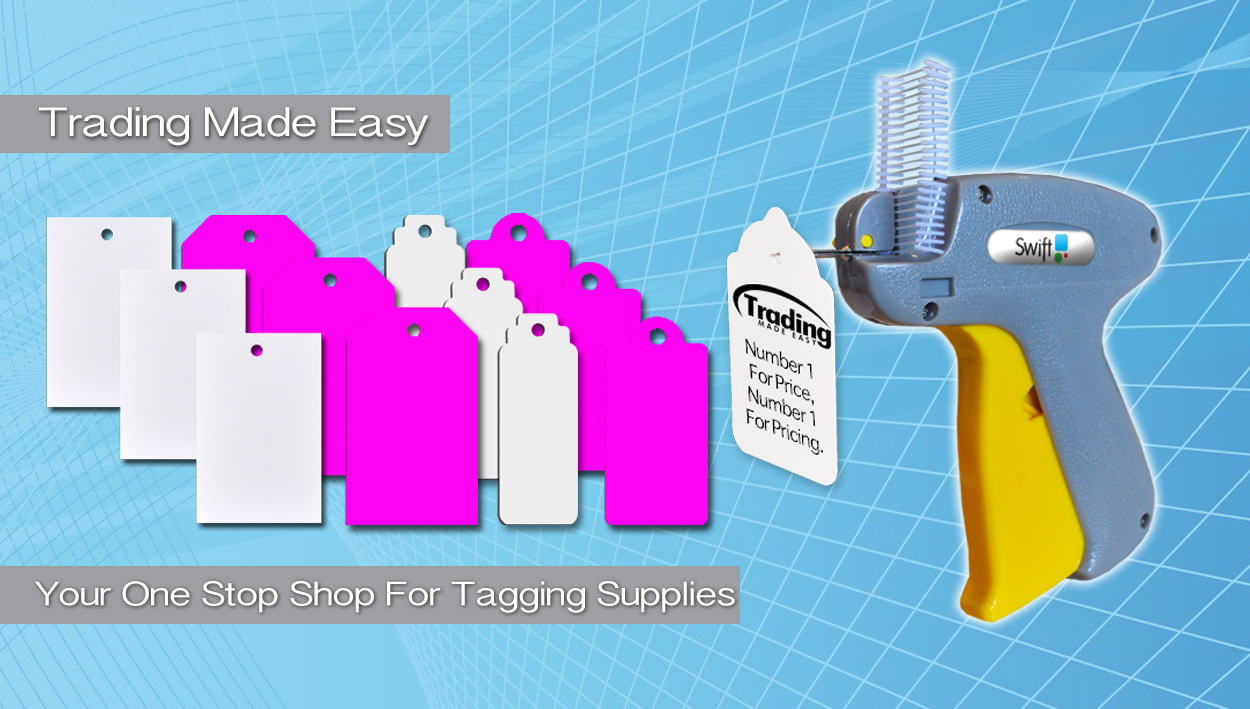 Trading Made Easy
Swift
Trading
MADE EASY
Number 1
For Price,
Number 1
For Pricing.
Your One Stop Shop For Tagging Supplies